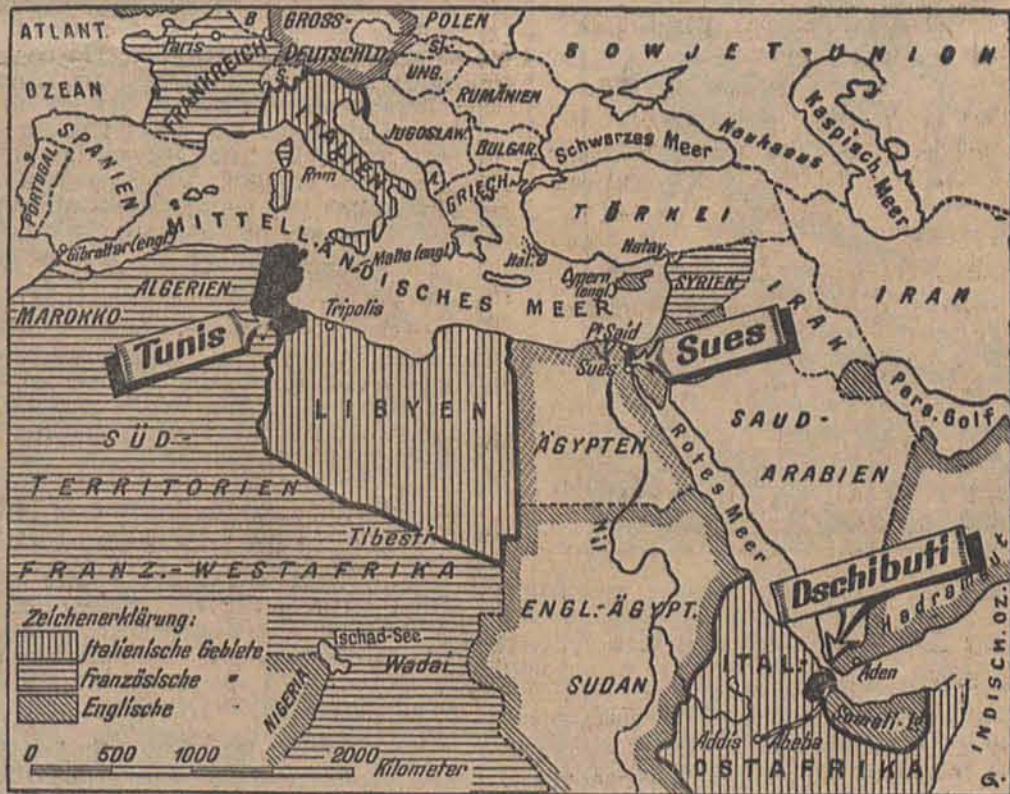 ATLANT.
OZEAN
B
Paris
FRANKREICH
GROSS-
DEUTSCHLD.
S.
POLEN
Sl.
UNG.
RUMÄNIEN
SOWJET-UNION
JUGOSLAW.
BULGAR.
Schwarzes Meer
Kaukasus
Kaspisch. Meer
PORTUGAL
SPANIEN
ITALIEN
Rom
A.
GRIECH.
TÜRKEI
Hatay
Gibraltar (engl.)
MITTELLÄNDISCHES MEER
Malta (engl.)
Ital.
Cypern
(engl.)
SYRIEN
IRAK
IRAN
ALGERIEN
MAROKKO
Tunis
Tripolis
Pt. Said
Sues
Sues
LIBYEN
ÄGYPTEN
Rotes Meer
SAUD-
ARABIEN
Pers. Golf
SÜD-
TERRITORIEN
Tibesti
Nil
FRANZ.-WESTAFRIKA
ENGL.-ÄGYPT.
SUDAN
Dschibuti
Hadramaut
INDISCH. OZ.
Zeichenerklärung:
Italienische Gebiete
Französische "
Englische
Tschad-See
Wadai
NIGERIA
ITAL.-
Aden
Somali-Ld.
Addis Abeba
OSTAFRIKA
0 500 1000 2000
Kilometer
G.